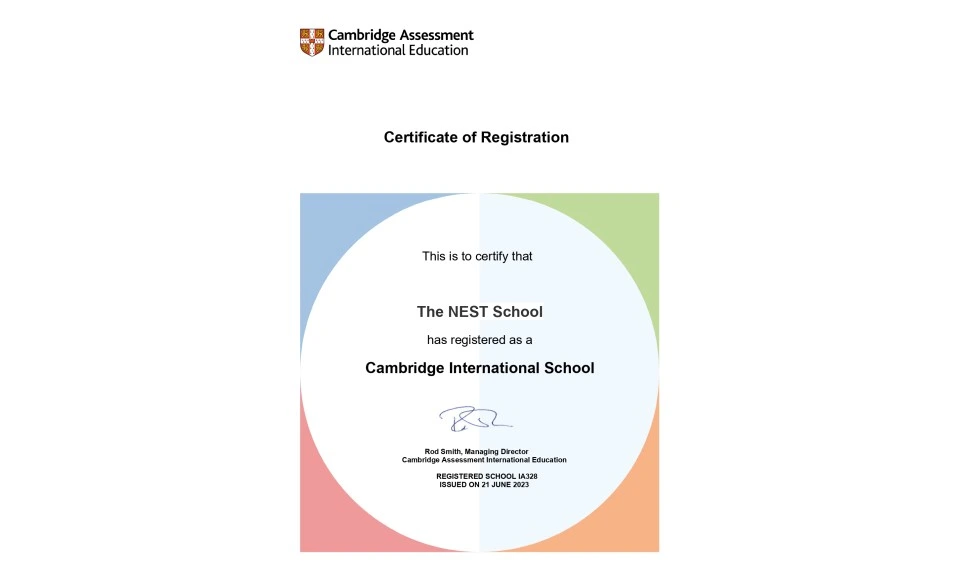 Cambridge Assessment
International Education
Certificate of Registration
This is to certify that
The NEST School
has registered as a
Cambridge International School
Rod Smith, Managing Director
Cambridge Assessment International Education
REGISTERED SCHOOL IA328
ISSUED ON 21 JUNE 2023